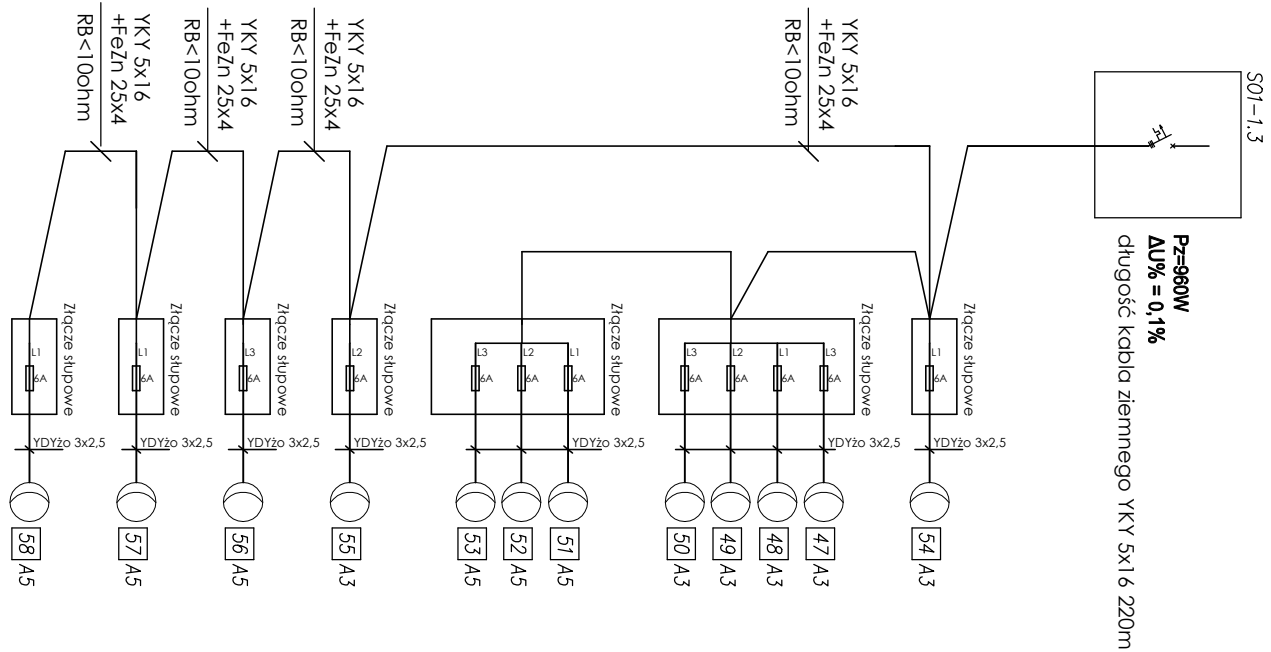 S01-1.3
Pz=960W
ΔU% = 0,1%
długość kabla ziemnego YKY 5x16 220m
YKY 5x16
+FeZn 25x4
RB<10ohm
YKY 5x16
+FeZn 25x4
RB<10ohm
YKY 5x16
+FeZn 25x4
RB<10ohm
YKY 5x16
+FeZn 25x4
RB<10ohm
Złącze słupowe
L1
6A
YDYżo 3x2,5
58 A5
Złącze słupowe
L1
6A
YDYżo 3x2,5
57 A5
Złącze słupowe
L3
6A
YDYżo 3x2,5
56 A5
Złącze słupowe
L2
6A
YDYżo 3x2,5
55 A3
Złącze słupowe
L3
6A
L2
6A
L1
6A
YDYżo 3x2,5
53 A5
52 A5
51 A5
Złącze słupowe
L3
6A
L2
6A
L1
6A
L3
6A
YDYżo 3x2,5
50 A3
49 A3
48 A3
47 A3
Złącze słupowe
L1
6A
YDYżo 3x2,5
54 A3